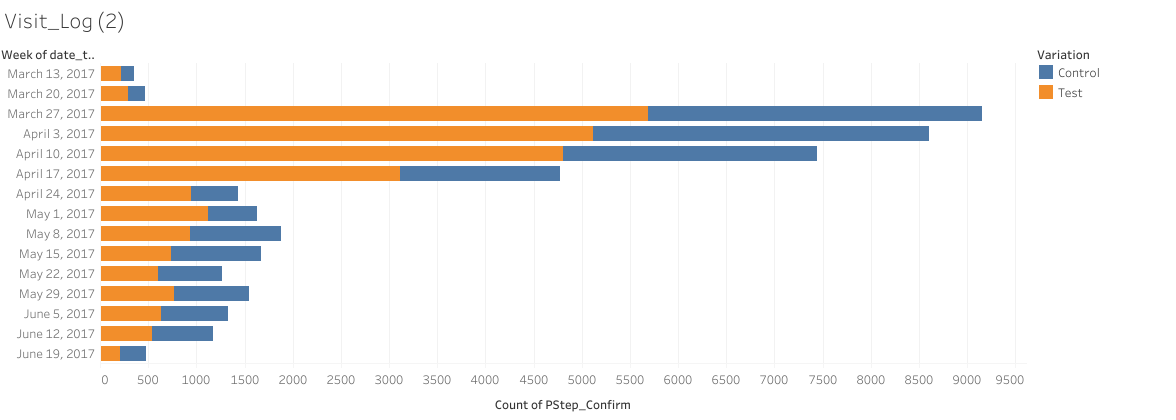 Visit_Log (2)
Week of date_t..
Variation
March 13, 2017
Control
March 20, 2017
Test
March 27, 2017
April 3, 2017
April 10, 2017
April 17, 2017
April 24, 2017
May 1, 2017
May 8, 2017
May 15, 2017
May 22, 2017
May 29, 2017
June 5, 2017
June 12, 2017
June 19, 2017
0 500 1000 1500 2000 2500 3000 3500 4000 4500 5000 5500 6000 6500 7000 7500 8000 8500 9000 9500
Count of PStep_Confirm